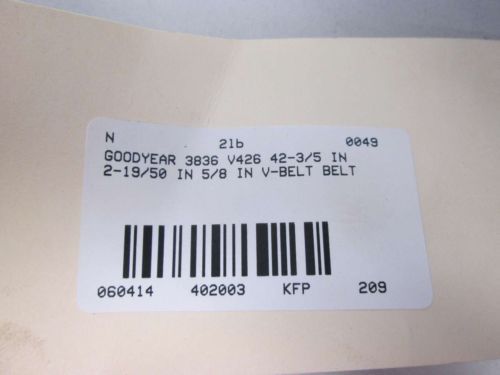 N 2lb 0049
GOODYEAR 3836 V426 42-3/5 IN
2-19/50 IN 5/8 IN V-BELT BELT
060414 402003 KFP 209